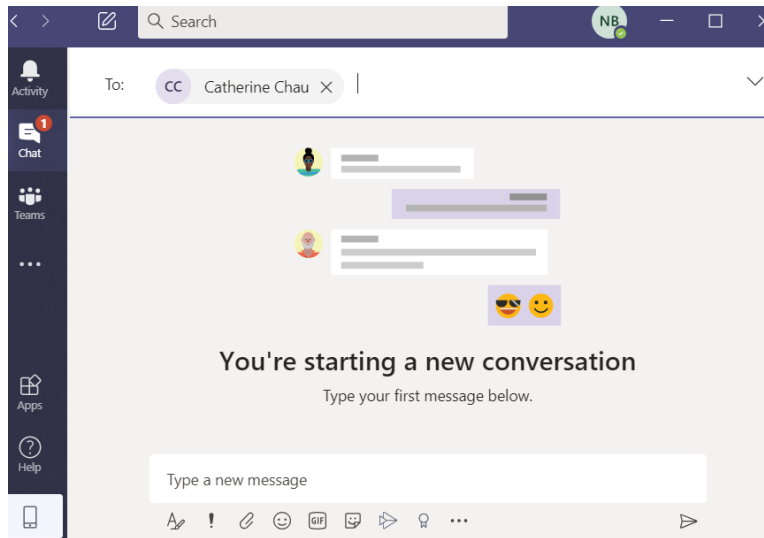 Search
NB
Activity
To:
CC
Catherine Chau
1
Chat
Teams
You're starting a new conversation
Type your first message below.
Apps
Help
Type a new message
GIF